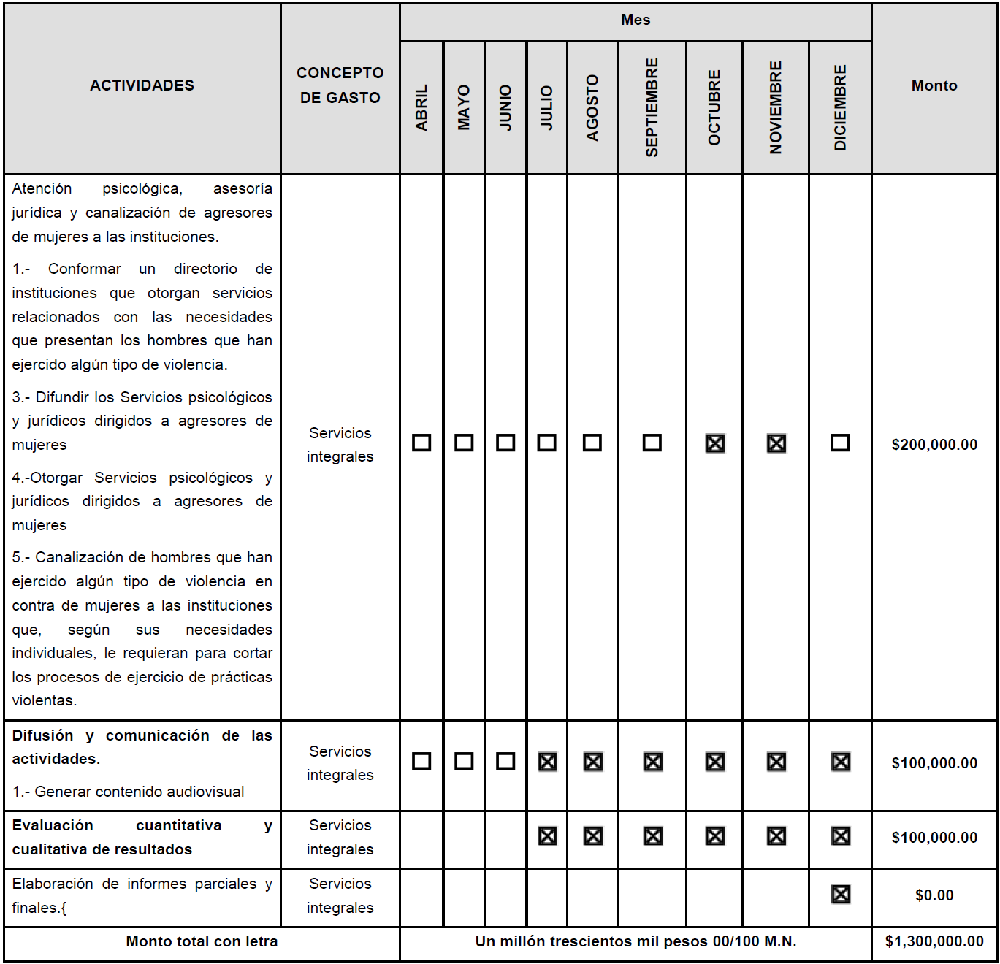 ACTIVIDADES
CONCEPTO
DE GASTO
Mes
ABRIL
MAYO
JUNIO
JULIO
AGOSTO
SEPTIEMBRE
OCTUBRE
NOVIEMBRE
DICIEMBRE
Monto
Atención psicológica, asesoría
jurídica y canalización de agresores
de mujeres a las instituciones.
1.- Conformar un directorio de
instituciones que otorgan servicios
relacionados con las necesidades
que presentan los hombres que han
ejercido algún tipo de violencia.
3.- Difundir los Servicios psicológicos
y jurídicos dirigidos a agresores de
mujeres
4.-Otorgar Servicios psicológicos y
jurídicos dirigidos a agresores de
mujeres
5.- Canalización de hombres que han
ejercido algún tipo de violencia en
contra de mujeres a las instituciones
que, según sus necesidades
individuales, le requieran para cortar
los procesos de ejercicio de prácticas
violentas.
Servicios
integrales
☐ ☐ ☐ ☐ ☐ ☐ ☒ ☒ ☐
$200,000.00
Difusión y comunicación de las
actividades.
1.- Generar contenido audiovisual
Servicios
integrales
☐ ☐ ☐ ☒ ☒ ☒ ☒ ☒ ☒
$100,000.00
Evaluación cuantitativa y
cualitativa de resultados
Servicios
integrales
☒ ☒ ☒ ☒ ☒ ☒
$100,000.00
Elaboración de informes parciales y
finales.{
Servicios
integrales
☒
$0.00
Monto total con letra
Un millón trescientos mil pesos 00/100 M.N.
$1,300,000.00